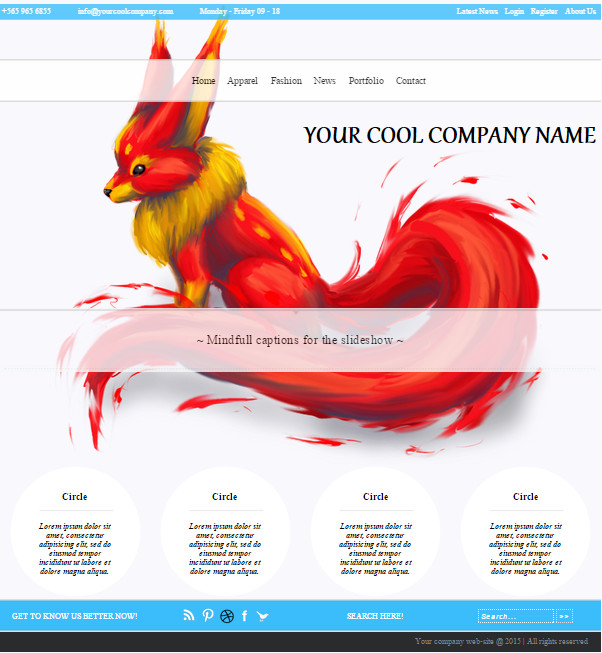 +565 965 6855 info@yourcoolcompany.com Monday - Friday 09 - 18 Latest News Login Register About Us
Home Apparel Fashion News Portfolio Contact
YOUR COOL COMPANY NAME
~ Mindfull captions for the slideshow ~
Circle
Lorem ipsum dolor sit
amet, consectetur
adipisicing elit, sed do
eiusmod tempor
incididunt ut labore et
dolore magna aliqua.
Circle
Lorem ipsum dolor sit
amet, consectetur
adipisicing elit, sed do
eiusmod tempor
incididunt ut labore et
dolore magna aliqua.
Circle
Lorem ipsum dolor sit
amet, consectetur
adipisicing elit, sed do
eiusmod tempor
incididunt ut labore et
dolore magna aliqua.
Circle
Lorem ipsum dolor sit
amet, consectetur
adipisicing elit, sed do
eiusmod tempor
incididunt ut labore et
dolore magna aliqua.
GET TO KNOW US BETTER NOW! SEARCH HERE! Search... >>
Your company web-site @ 2015 | All rights reserved